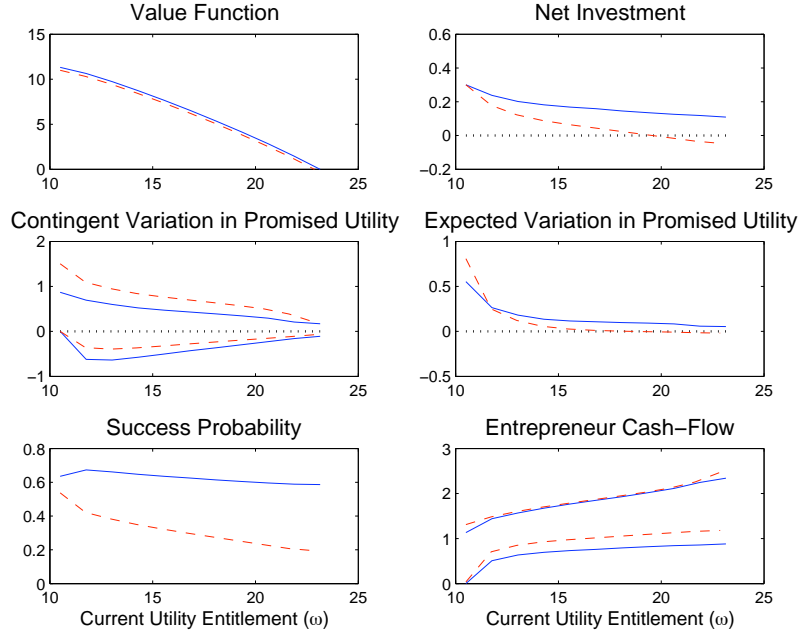 Value Function
15
10
5
0
10 15 20 25
Net Investment
0.6
0.4
0.2
0
−0.2
10 15 20 25
Contingent Variation in Promised Utility
2
1
0
−1
10 15 20 25
Expected Variation in Promised Utility
1
0.5
0
−0.5
10 15 20 25
Success Probability
0.8
0.6
0.4
0.2
0
10 15 20 25
Current Utility Entitlement (ω)
Entrepreneur Cash−Flow
3
2
1
0
10 15 20 25
Current Utility Entitlement (ω)